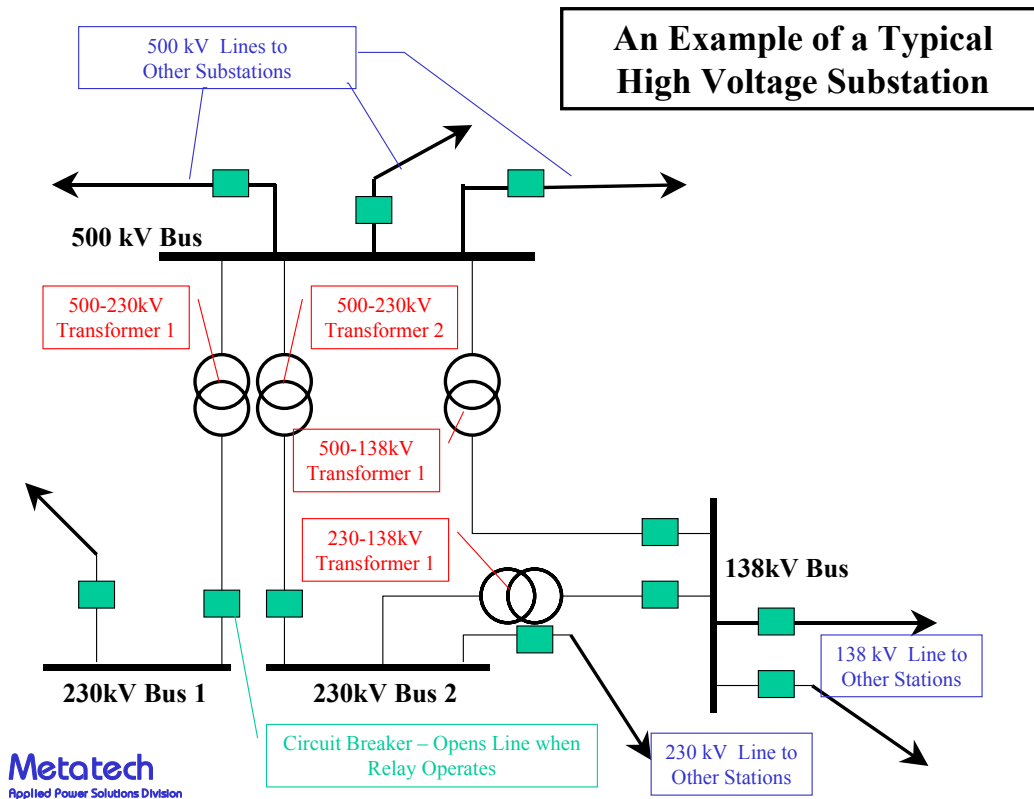 An Example of a Typical
High Voltage Substation
500 kV  Lines to
Other Substations
500 kV Bus
500-230kV
Transformer 1
500-230kV
Transformer 2
500-138kV
Transformer 1
230-138kV
Transformer 1
138kV Bus
230kV Bus 1
230kV Bus 2
138 kV  Line to
Other Stations
Circuit Breaker – Opens Line when
Relay Operates
230 kV  Line to
Other Stations
Metatech
Applied Power Solutions Division